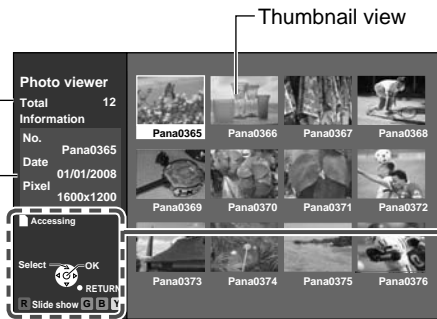 Thumbnail view
Photo viewer
Total 12
Information
No.
Pana0365
Date
01/01/2008
Pixel
1600x1200
Accessing
Select OK
RETURN
R Slide show G B Y
Pana0365 Pana0366 Pana0367 Pana0368
Pana0369 Pana0370 Pana0371 Pana0372
Pana0373 Pana0374 Pana0375 Pana0376